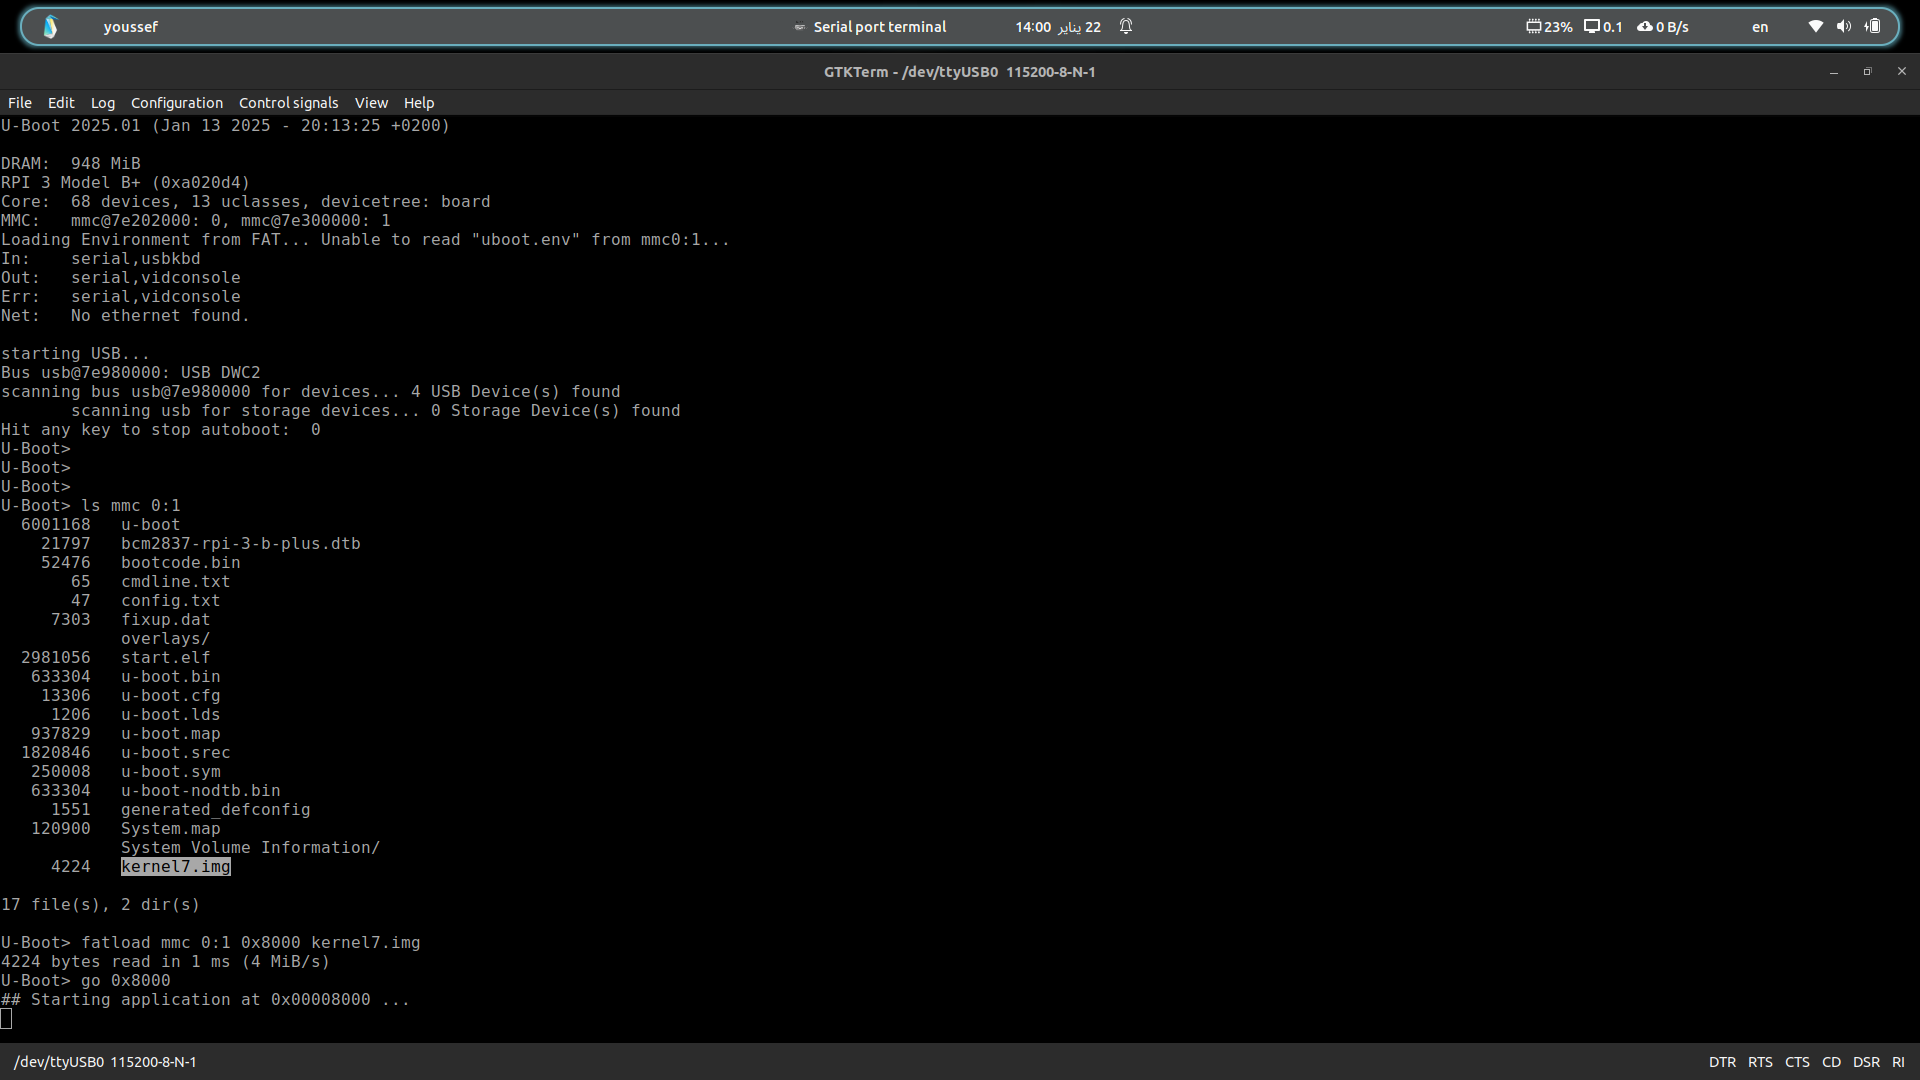 youssef
Serial port terminal
14:00 22 يناير
23%
0.1
0 B/s
en
GTKTerm - /dev/ttyUSB0 115200-8-N-1
File Edit Log Configuration Control signals View Help
U-Boot 2025.01 (Jan 13 2025 - 20:13:25 +0200)
DRAM:  948 MiB
RPI 3 Model B+ (0xa020d4)
Core:  68 devices, 13 uclasses, devicetree: board
MMC:   mmc@7e202000: 0, mmc@7e300000: 1
Loading Environment from FAT... Unable to read "uboot.env" from mmc0:1...
In:    serial,usbkbd
Out:   serial,vidconsole
Err:   serial,vidconsole
Net:   No ethernet found.
starting USB...
Bus usb@7e980000: USB DWC2
scanning bus usb@7e980000 for devices... 4 USB Device(s) found
       scanning usb for storage devices... 0 Storage Device(s) found
Hit any key to stop autoboot:  0
U-Boot>
U-Boot>
U-Boot>
U-Boot> ls mmc 0:1
  6001168   u-boot
    21797   bcm2837-rpi-3-b-plus.dtb
    52476   bootcode.bin
       65   cmdline.txt
       47   config.txt
     7303   fixup.dat
            overlays/
  2981056   start.elf
   633304   u-boot.bin
    13306   u-boot.cfg
     1206   u-boot.lds
   937829   u-boot.map
  1820846   u-boot.srec
   250008   u-boot.sym
   633304   u-boot-nodtb.bin
     1551   generated_defconfig
   120900   System.map
            System Volume Information/
     4224   kernel7.img
17 file(s), 2 dir(s)
U-Boot> fatload mmc 0:1 0x8000 kernel7.img
4224 bytes read in 1 ms (4 MiB/s)
U-Boot> go 0x8000
## Starting application at 0x00008000 ...
/dev/ttyUSB0 115200-8-N-1
DTR RTS CTS CD DSR RI